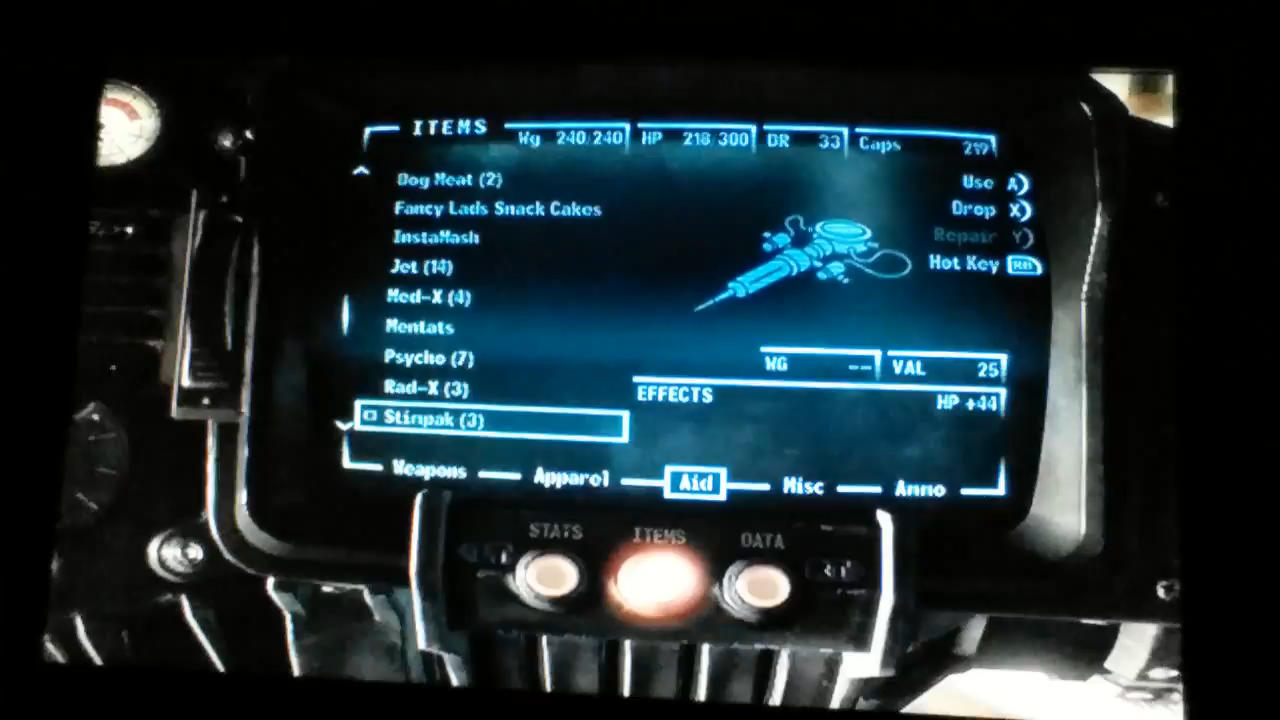 ITEMS Wg 240/240 HP 218/300 DR 33 Caps 219
Dog Meat (2)
Fancy Lads Snack Cakes
InstaMash
Jet (14)
Med-X (4)
Mentats
Psycho (7)
Rad-X (3)
Stimpak (3)
Use A)
Drop X)
Repair Y)
Hot Key RB
WG -- VAL 25
EFFECTS HP +44
Weapons Apparel Aid Misc Ammo
STATS ITEMS DATA